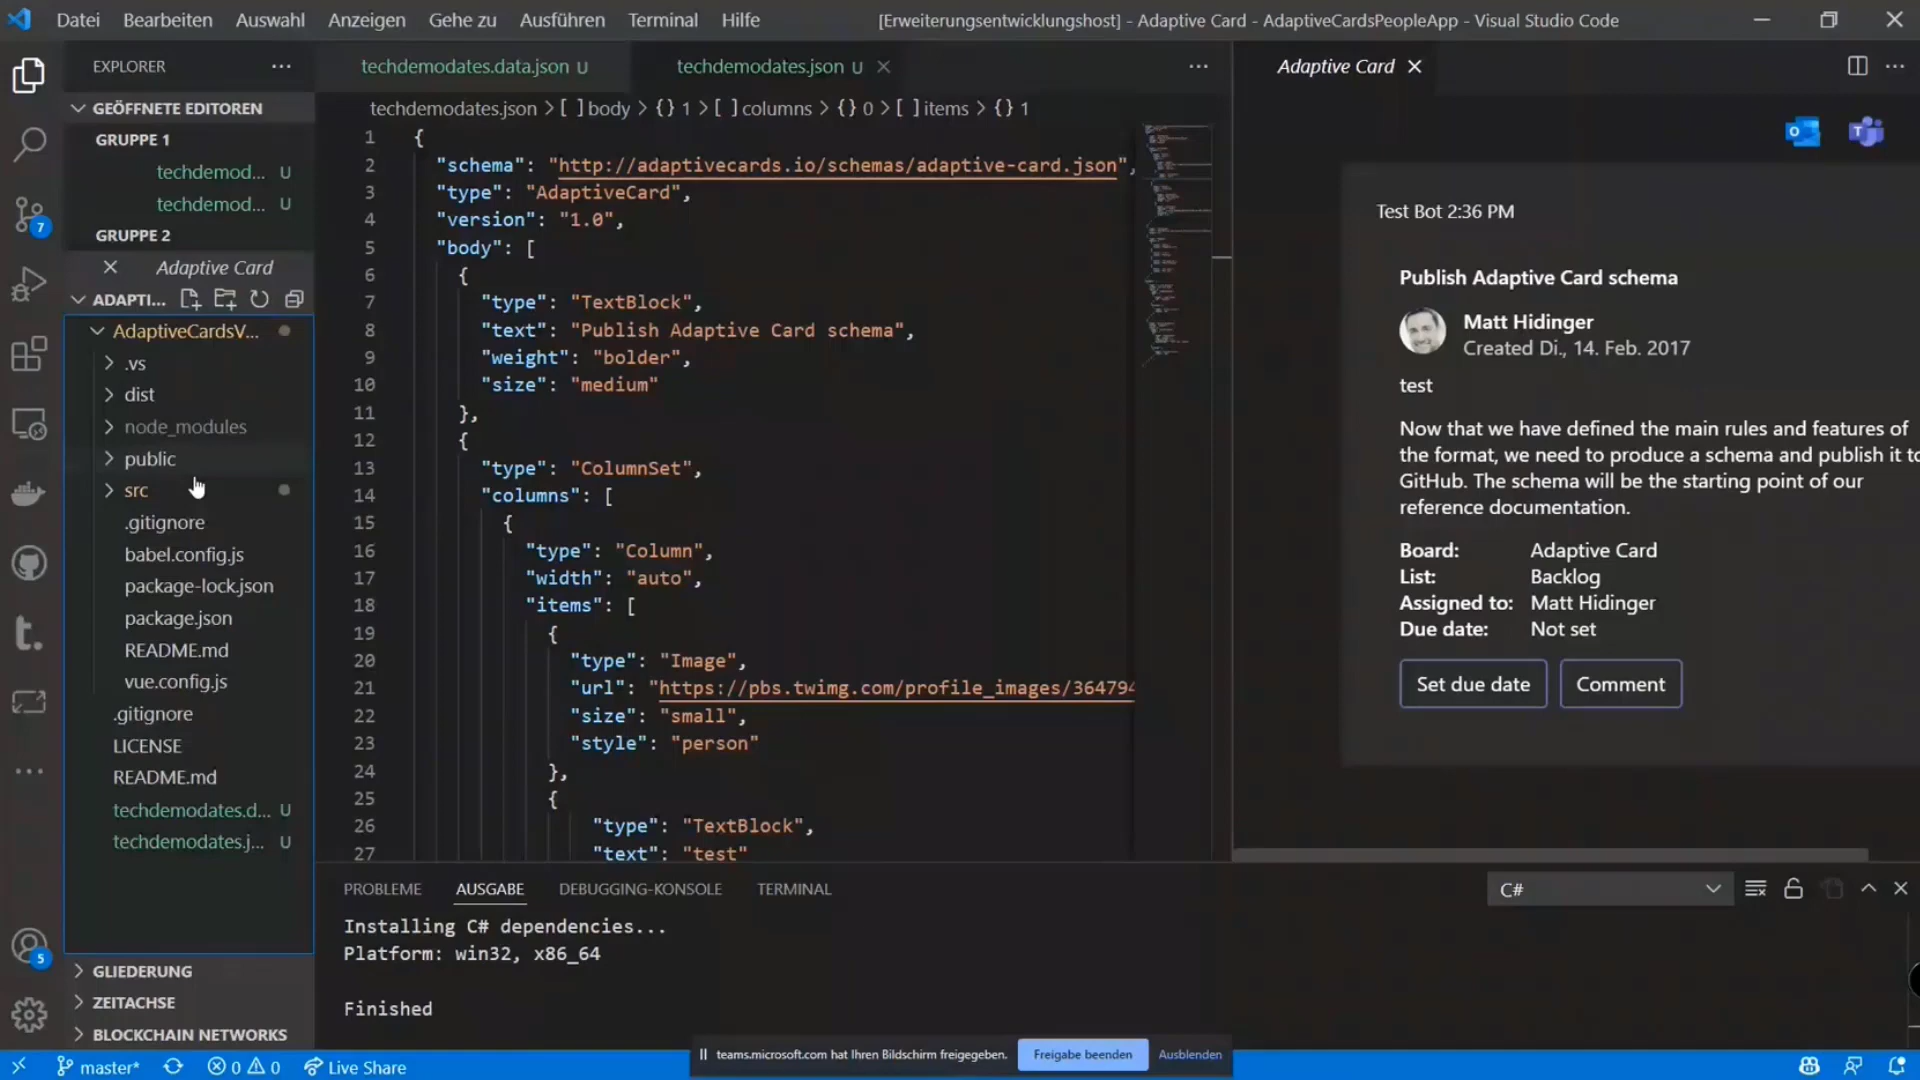 Datei Bearbeiten Auswahl Anzeigen Gehe zu Ausführen Terminal Hilfe
[Erweiterungsentwicklungshost] - Adaptive Card - AdaptiveCardsPeopleApp - Visual Studio Code
EXPLORER
GEÖFFNETE EDITOREN
GRUPPE 1
techdemod... U
techdemod... U
GRUPPE 2
Adaptive Card
ADAPTI...
AdaptiveCardsV...
.vs
dist
node_modules
public
src
.gitignore
babel.config.js
package-lock.json
package.json
README.md
vue.config.js
.gitignore
LICENSE
README.md
techdemodates.d... U
techdemodates.j... U
GLIEDERUNG
ZEITACHSE
BLOCKCHAIN NETWORKS
7
5
techdemodates.data.json U
techdemodates.json U
techdemodates.json > [ ] body > {} 1 > [ ] columns > {} 0 > [ ] items > {} 1
1 {
2 "schema": "http://adaptivecards.io/schemas/adaptive-card.json",
3 "type": "AdaptiveCard",
4 "version": "1.0",
5 "body": [
6 {
7 "type": "TextBlock",
8 "text": "Publish Adaptive Card schema",
9 "weight": "bolder",
10 "size": "medium"
11 },
12 {
13 "type": "ColumnSet",
14 "columns": [
15 {
16 "type": "Column",
17 "width": "auto",
18 "items": [
19 {
20 "type": "Image",
21 "url": "https://pbs.twimg.com/profile_images/364794
22 "size": "small",
23 "style": "person"
24 },
25 {
26 "type": "TextBlock",
27 "text": "test"
Adaptive Card
Test Bot 2:36 PM
Publish Adaptive Card schema
Matt Hidinger
Created Di., 14. Feb. 2017
test
Now that we have defined the main rules and features of
the format, we need to produce a schema and publish it to
GitHub. The schema will be the starting point of our
reference documentation.
Board: Adaptive Card
List: Backlog
Assigned to: Matt Hidinger
Due date: Not set
Set due date Comment
PROBLEME AUSGABE DEBUGGING-KONSOLE TERMINAL
C#
Installing C# dependencies...
Platform: win32, x86_64
Finished
teams.microsoft.com hat Ihren Bildschirm freigegeben. Freigabe beenden Ausblenden
master* 0 0 Live Share